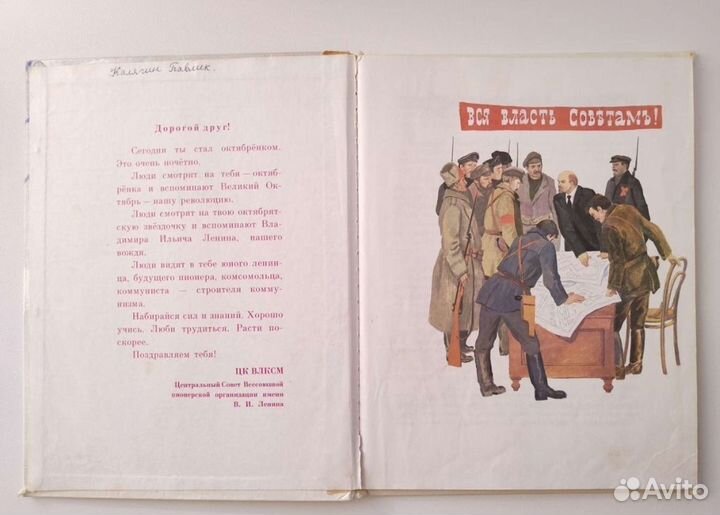 Калягин Павлик.
Дорогой друг!
Сегодня ты стал октябрёнком.
Это очень почётно.
Люди смотрят на тебя – октяб-
рёнка и вспоминают Великий Ок-
тябрь – нашу революцию.
Люди смотрят на твою октябрят-
скую звёздочку и вспоминают Вла-
димира Ильича Ленина, нашего
вождя.
Люди видят в тебе юного ленин-
ца, будущего пионера, комсомольца,
коммуниста — строителя комму-
низма.
Набирайся сил и знаний. Хорошо
учись. Люби трудиться. Расти по-
скорее.
Поздравляем тебя!
ЦК ВЛКСМ
Центральный Совет Всесоюзной
пионерской организации имени
В. И. Ленина
ВСЯ ВЛАСТЬ СОВѢТАМЪ!
Avito